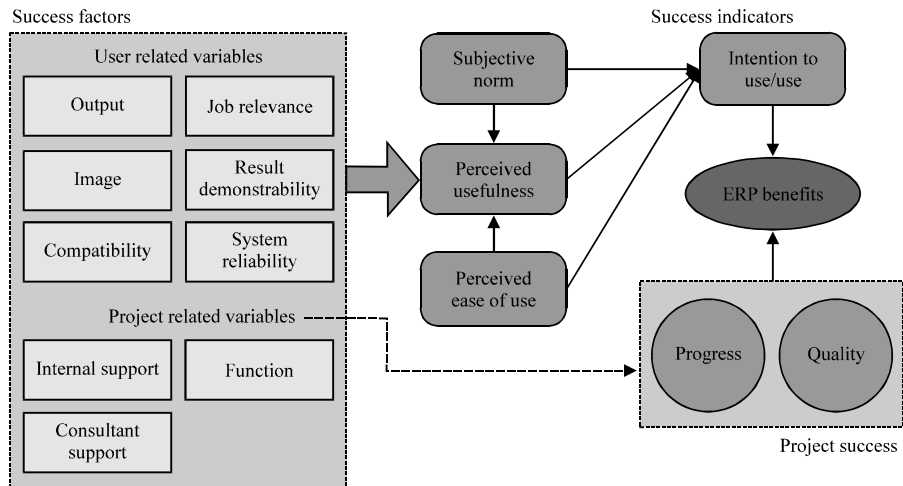 Success factors
User related variables
Output
Job relevance
Image
Result
demonstrability
Compatibility
System
reliability
Project related variables
Internal support
Function
Consultant
support
Subjective
norm
Perceived
usefulness
Perceived
ease of use
Success indicators
Intention to
use/use
ERP benefits
Progress
Quality
Project success